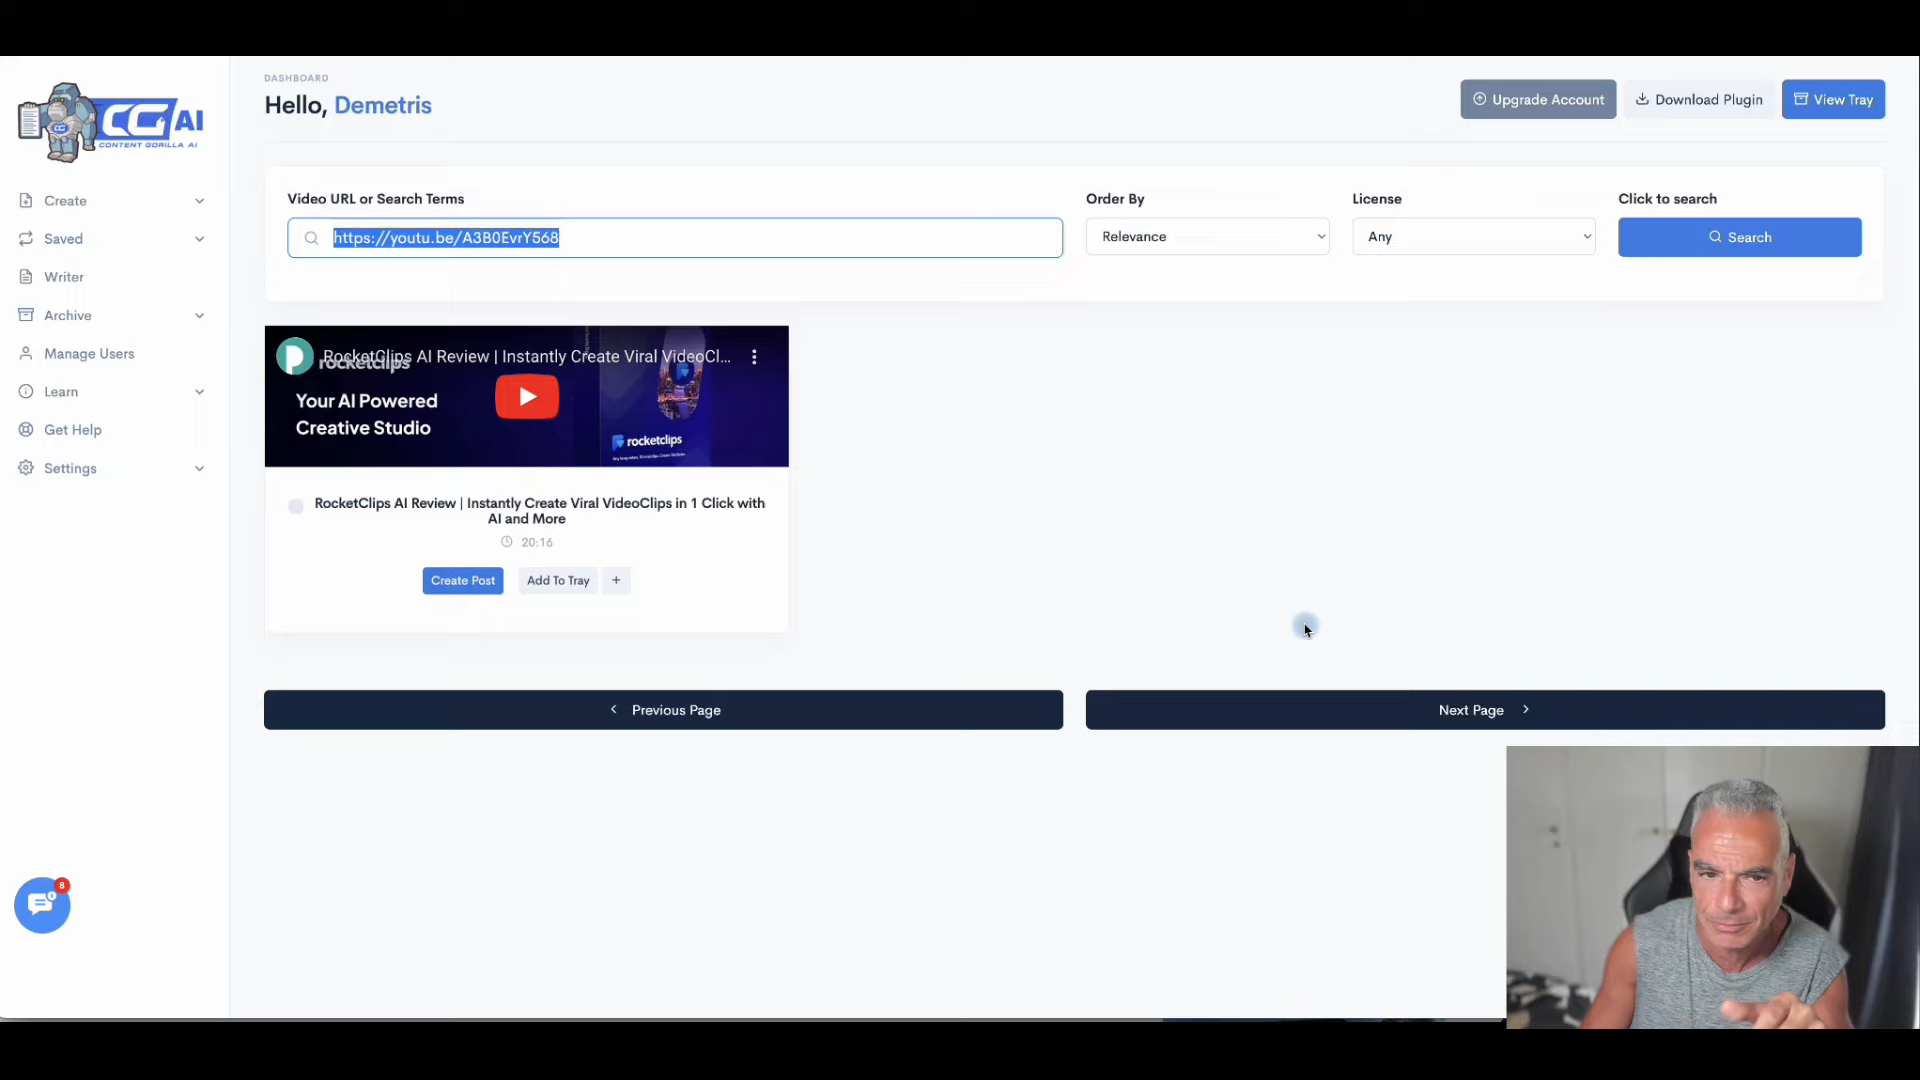 DASHBOARD
Hello, Demetris
Upgrade Account
Download Plugin
View Tray
CG AI
CONTENT GORILLA AI
CG
Create
Saved
Writer
Archive
Manage Users
Learn
Get Help
Settings
8
Video URL or Search Terms
https://youtu.be/A3B0EvrY568
Order By
Relevance
License
Any
Click to search
Search
RocketClips AI Review | Instantly Create Viral VideoCl...
rocketclips
Your AI Powered
Creative Studio
rocketclips
RocketClips AI Review | Instantly Create Viral VideoClips in 1 Click with
AI and More
20:16
Create Post
Add To Tray
+
Previous Page
Next Page